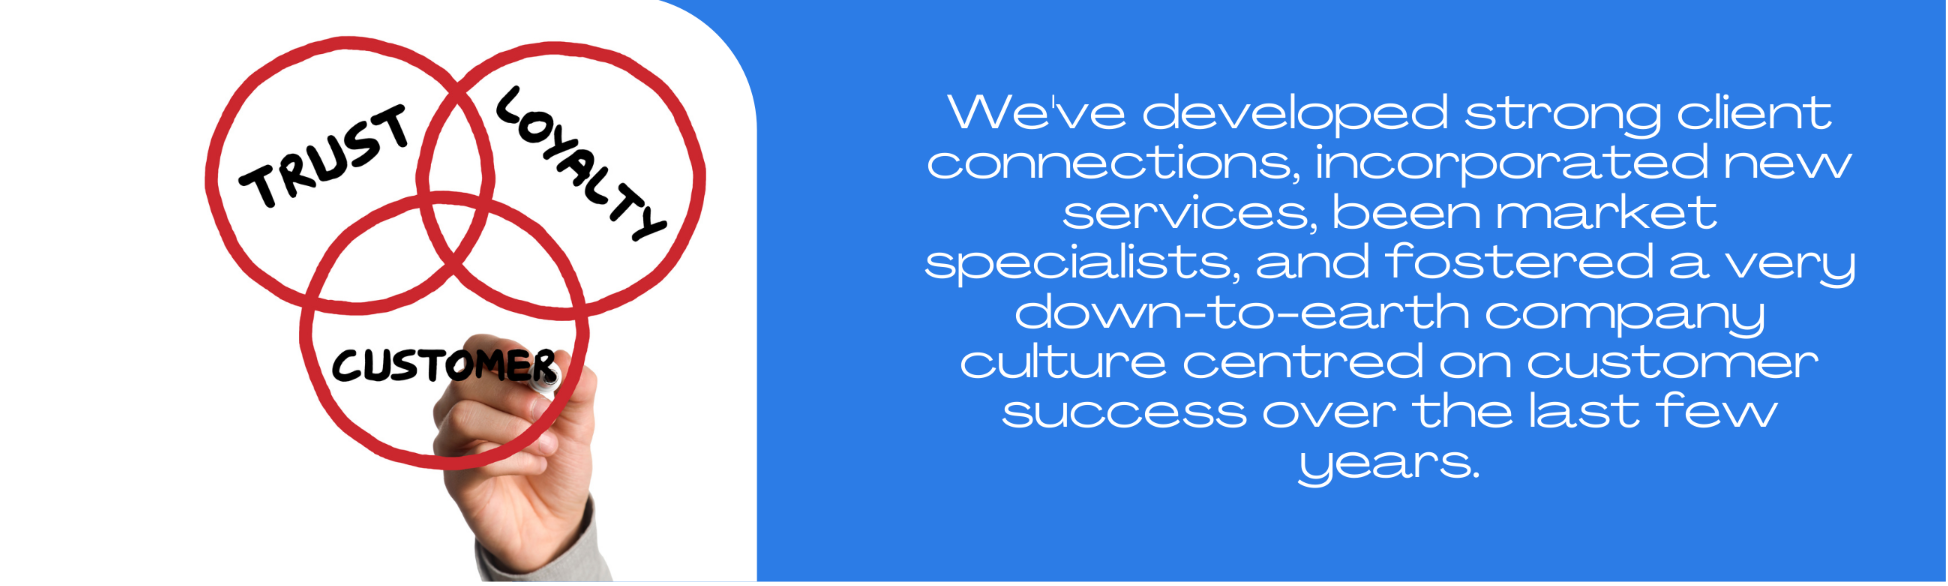 TRUST
LOYALTY
CUSTOMER
We've developed strong client
connections, incorporated new
services, been market
specialists, and fostered a very
down-to-earth company
culture centred on customer
success over the last few
years.